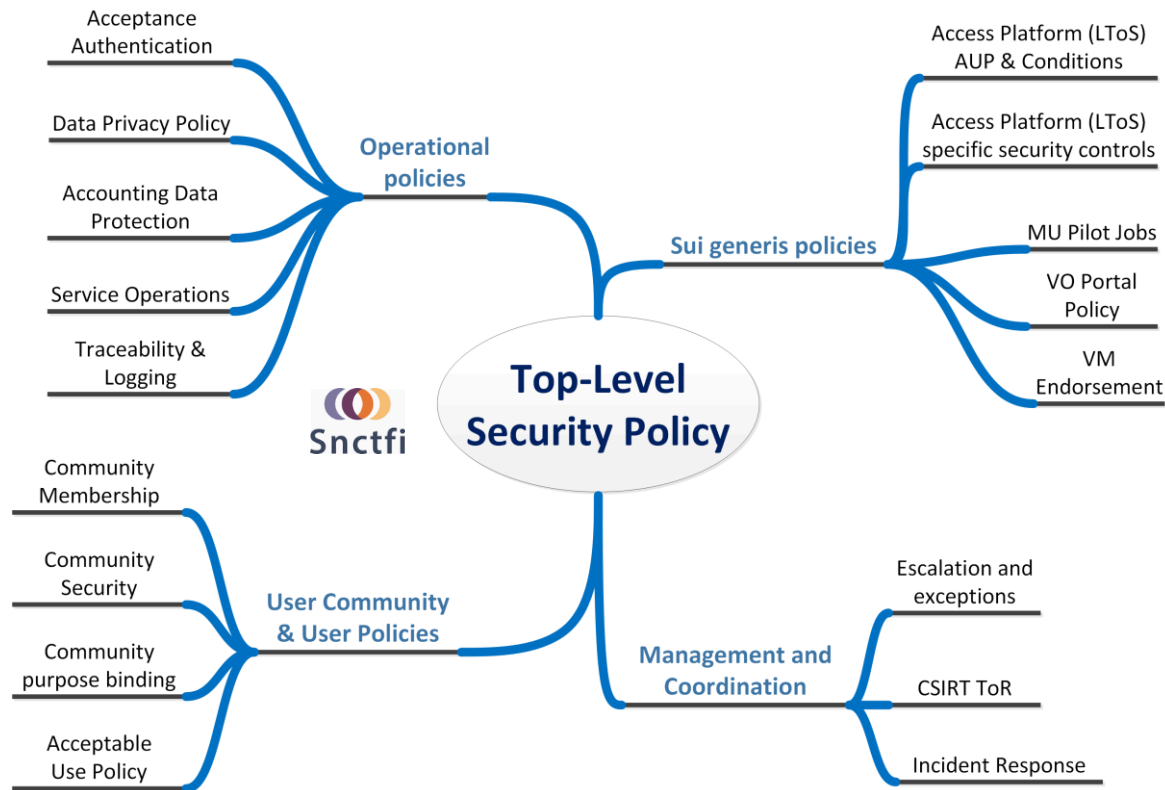 Acceptance
Authentication
Data Privacy Policy
Accounting Data
Protection
Service Operations
Traceability &
Logging
Operational
policies
Access Platform (LToS)
AUP & Conditions
Access Platform (LToS)
specific security controls
MU Pilot Jobs
VO Portal
Policy
VM
Endorsement
Sui generis policies
Top-Level
Security Policy
Snctfi
Community
Membership
Community
Security
Community
purpose binding
Acceptable
Use Policy
User Community
& User Policies
Management and
Coordination
Escalation and
exceptions
CSIRT ToR
Incident Response